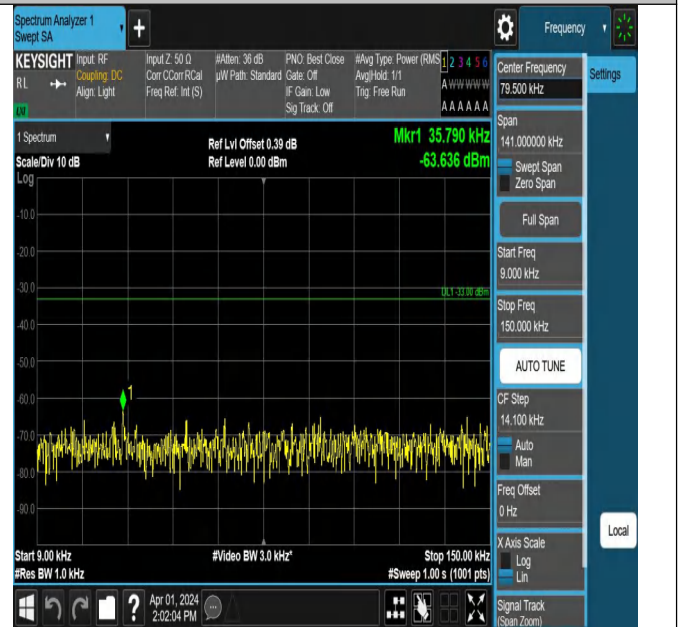 Spectrum Analyzer 1
Swept SA
+
Frequency
KEYSIGHT
RL
LXI
Input: RF
Coupling: DC
Align: Light
Input Z: 50 Ω
Corr CCorr RCal
Freq Ref: Int (S)
#Atten: 36 dB
µW Path: Standard
PNO: Best Close
Gate: Off
IF Gain: Low
Sig Track: Off
#Avg Type: Power (RMS
Avg|Hold: 1/1
Trig: Free Run
1 2 3 4 5 6
A W W W W W
A A A A A A
1 Spectrum
Scale/Div 10 dB
Log
Ref Lvl Offset 0.39 dB
Ref Level 0.00 dBm
Mkr1 35.790 kHz
-63.636 dBm
-10.0
-20.0
-30.0
-40.0
-50.0
-60.0
-70.0
-80.0
-90.0
DL1 -33.00 dBm
1
Start 9.00 kHz
#Res BW 1.0 kHz
#Video BW 3.0 kHz*
Stop 150.00 kHz
#Sweep 1.00 s (1001 pts)
Center Frequency
79.500 kHz
Settings
Span
141.000000 kHz
Swept Span
Zero Span
Full Span
Start Freq
9.000 kHz
Stop Freq
150.000 kHz
AUTO TUNE
CF Step
14.100 kHz
Auto
Man
Freq Offset
0 Hz
X Axis Scale
Log
Lin
Local
Signal Track
(Span Zoom)
?
Apr 01, 2024
2:02:04 PM